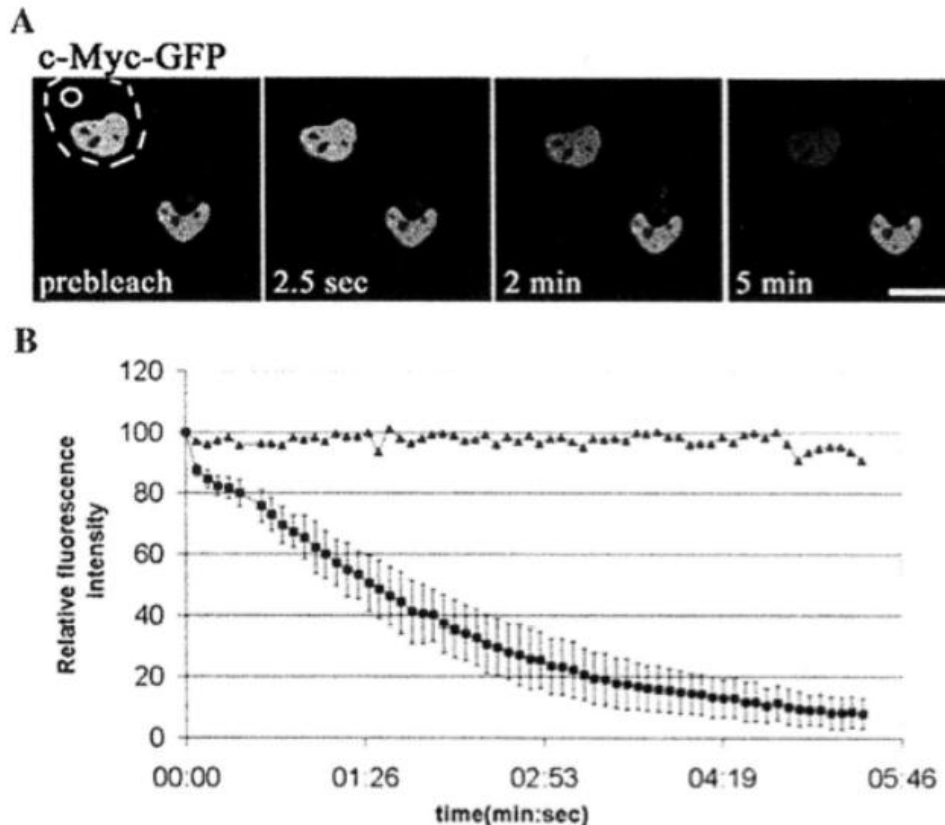 A
c-Myc-GFP
prebleach
2.5 sec
2 min
5 min
B
120
100
80
60
40
20
0
Relative fluorescence
intensity
00:00
01:26
02:53
04:19
05:46
time(min:sec)